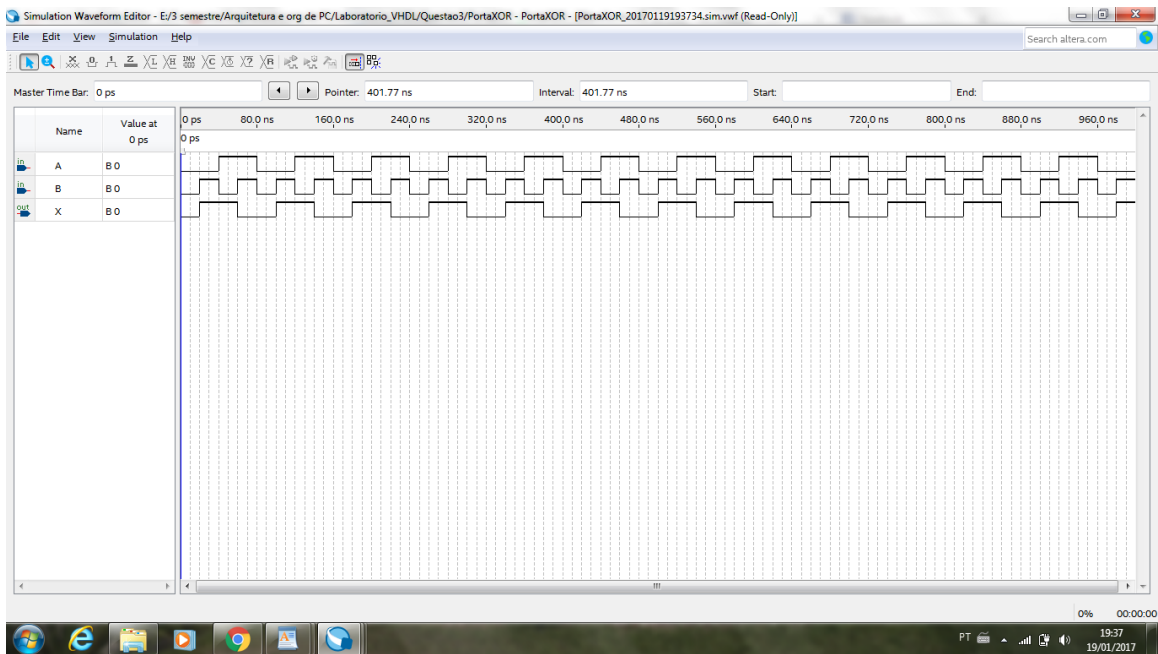 Simulation Waveform Editor - E:/3 semestre/Arquitetura e org de PC/Laboratorio_VHDL/Questao3/PortaXOR - PortaXOR - [PortaXOR_20170119193734.sim.vwf (Read-Only)]
File Edit View Simulation Help
Search altera.com
Master Time Bar: 0 ps Pointer: 401.77 ns Interval: 401.77 ns Start: End:
Name Value at 0 ps
0 ps 80.0 ns 160.0 ns 240.0 ns 320.0 ns 400.0 ns 480.0 ns 560.0 ns 640.0 ns 720.0 ns 800.0 ns 880.0 ns 960.0 ns
0 ps
in A B 0
in B B 0
out X B 0
0% 00:00:00
PT 19:37
19/01/2017